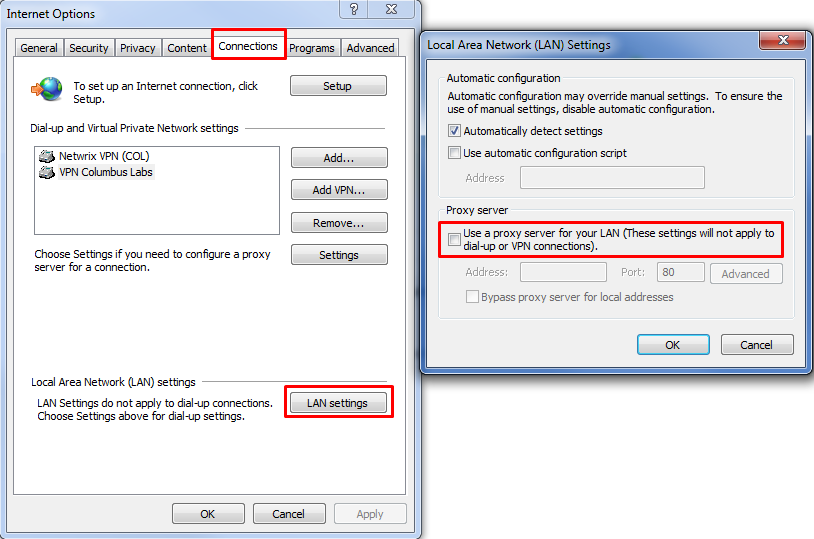 Internet Options
?
General
Security
Privacy
Content
Connections
Programs
Advanced
To set up an Internet connection, click
Setup.
Setup
Dial-up and Virtual Private Network settings
Netwrix VPN (COL)
VPN Columbus Labs
Add...
Add VPN...
Remove...
Choose Settings if you need to configure a proxy
server for a connection.
Settings
Local Area Network (LAN) settings
LAN Settings do not apply to dial-up connections.
Choose Settings above for dial-up settings.
LAN settings
OK
Cancel
Apply
Local Area Network (LAN) Settings
Automatic configuration
Automatic configuration may override manual settings. To ensure the
use of manual settings, disable automatic configuration.
Automatically detect settings
Use automatic configuration script
Address
Proxy server
Use a proxy server for your LAN (These settings will not apply to
dial-up or VPN connections).
Address:
Port:
80
Advanced
Bypass proxy server for local addresses
OK
Cancel